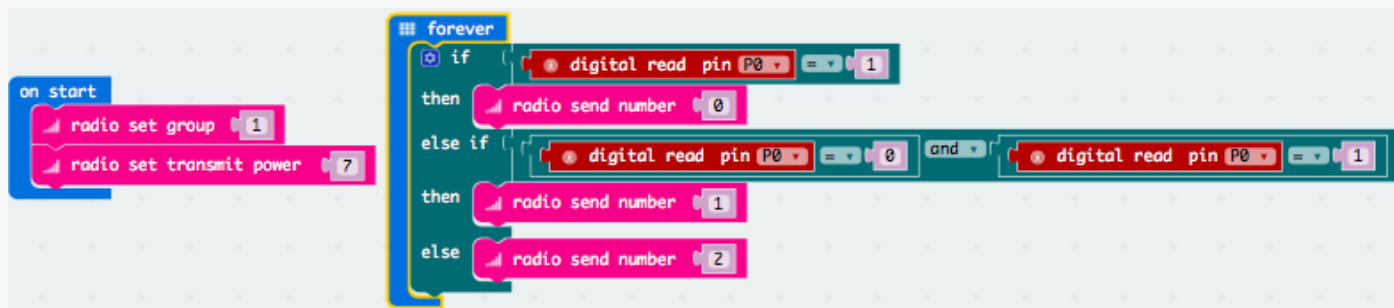 on start
radio set group 1
radio set transmit power 7
forever
if digital read pin P0 = 1
then radio send number 0
else if digital read pin P0 = 0 and digital read pin P0 = 1
then radio send number 1
else radio send number 2